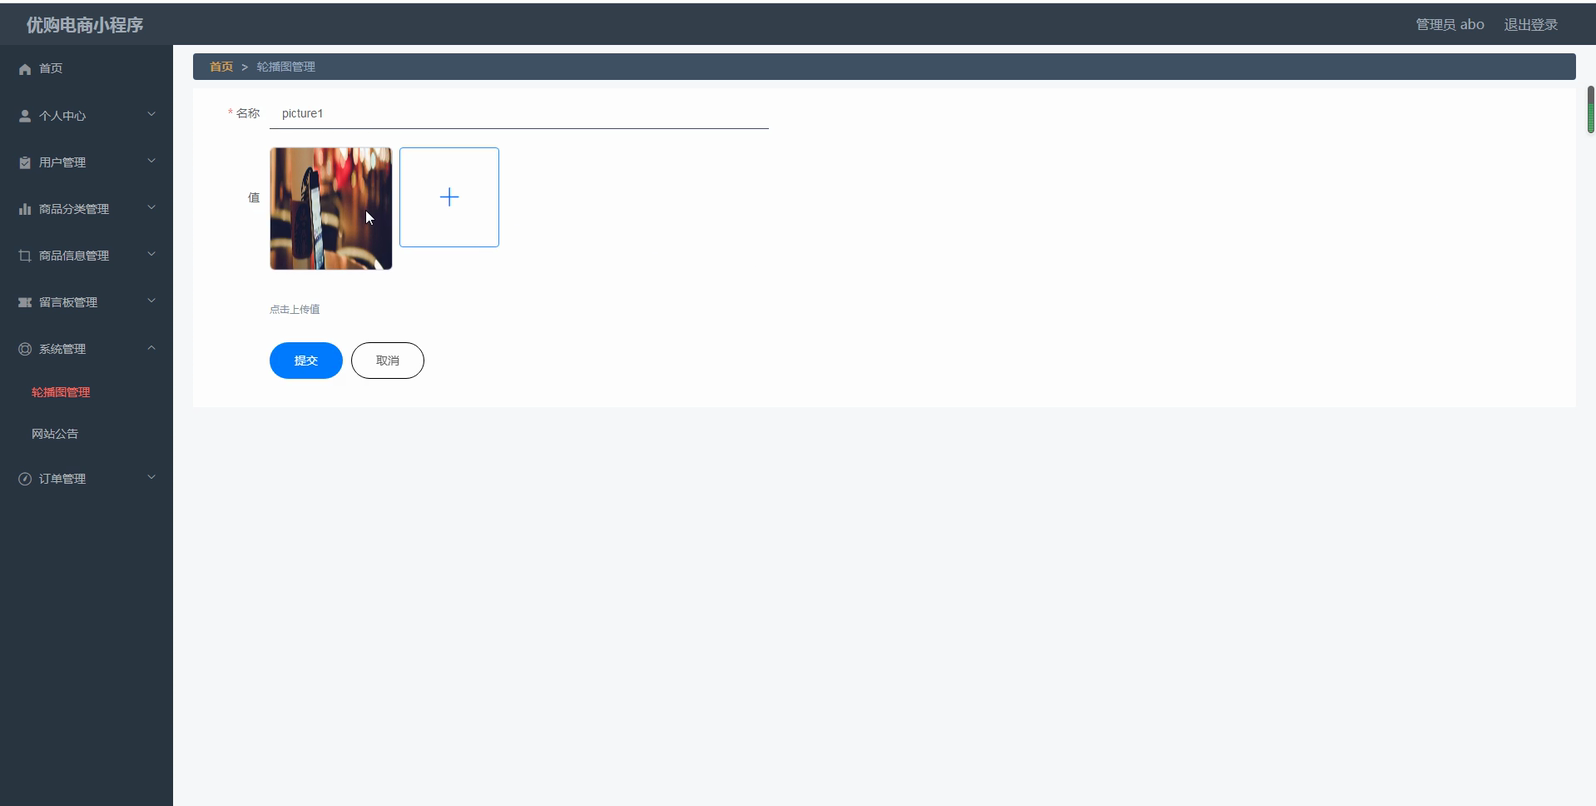 优购电商小程序
管理员 abo
退出登录
首页
个人中心
用户管理
商品分类管理
商品信息管理
留言板管理
系统管理
轮播图管理
网站公告
订单管理
首页 > 轮播图管理
* 名称 picture1
值
点击上传值
提交
取消